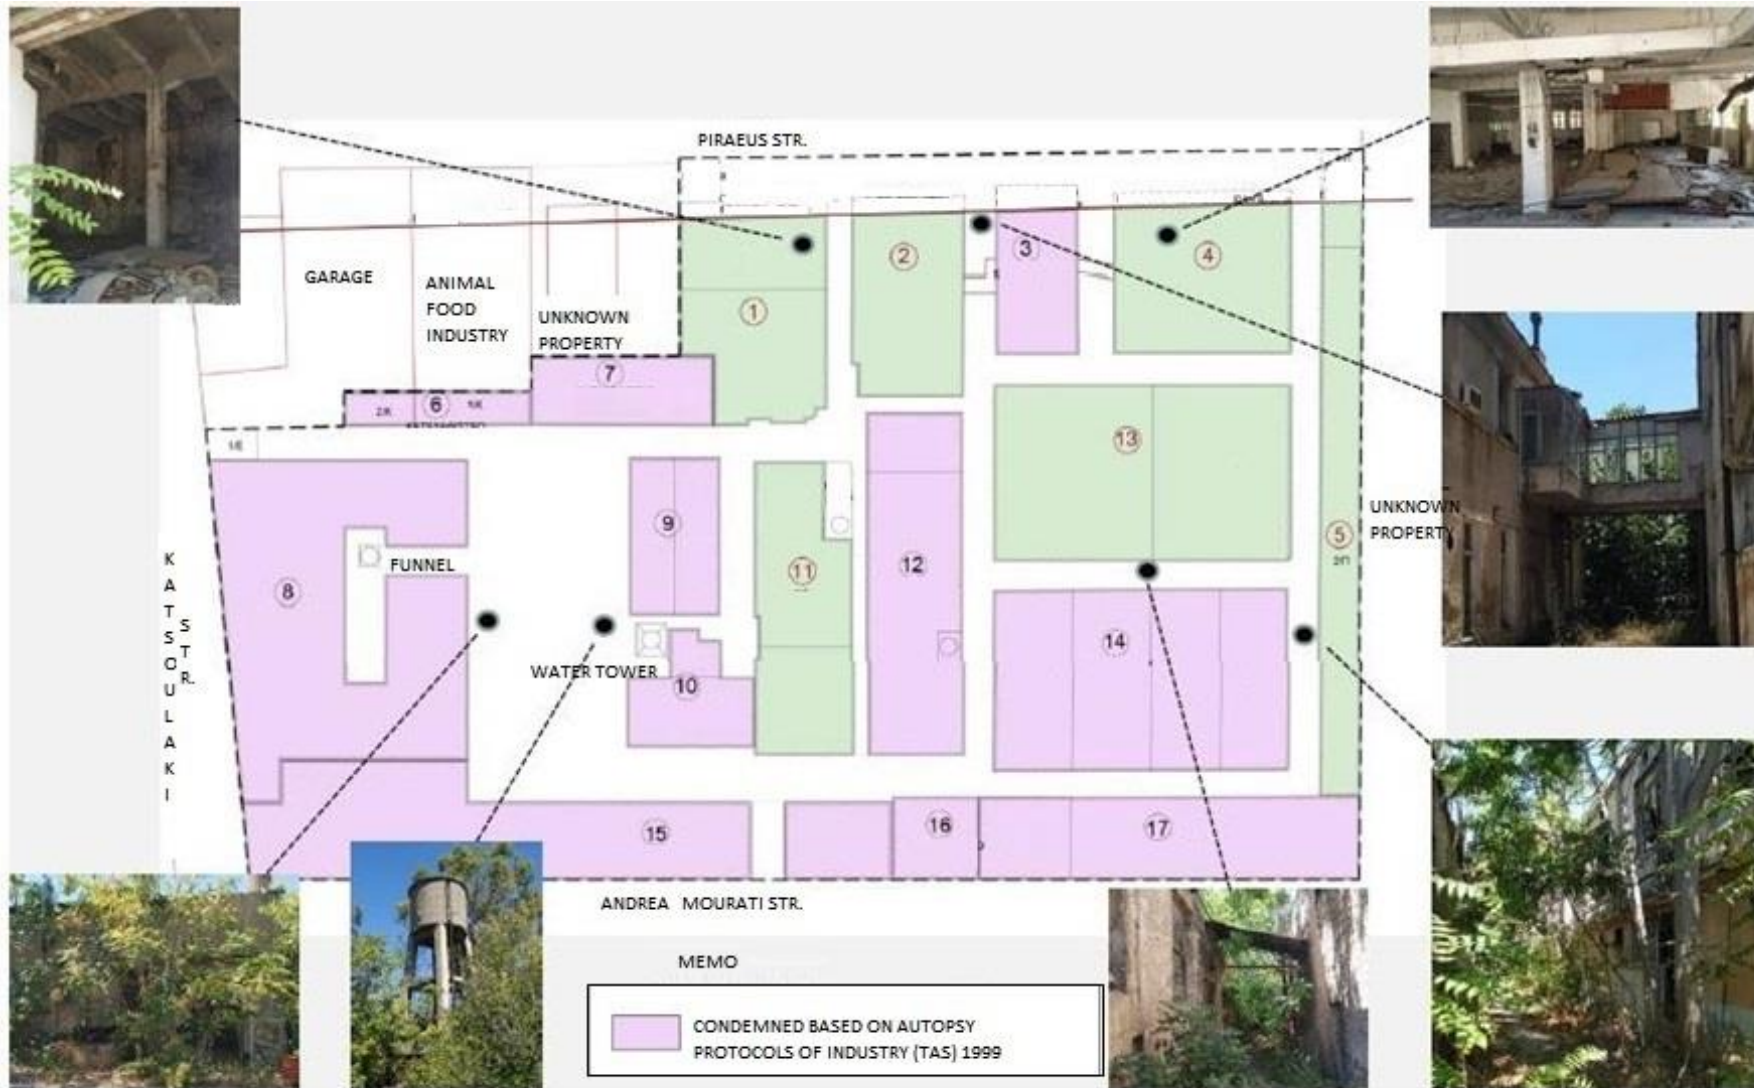 PIRAEUS STR.
GARAGE
ANIMAL
FOOD
INDUSTRY
UNKNOWN
PROPERTY
1
2
3
4
5
6
7
8
9
10
11
12
13
14
15
16
17
FUNNEL
WATER TOWER
UNKNOWN
PROPERTY
KATSOULAKI
STR.
ANDREA MOURATI STR.
MEMO
CONDEMNED BASED ON AUTOPSY
PROTOCOLS OF INDUSTRY (TAS) 1999